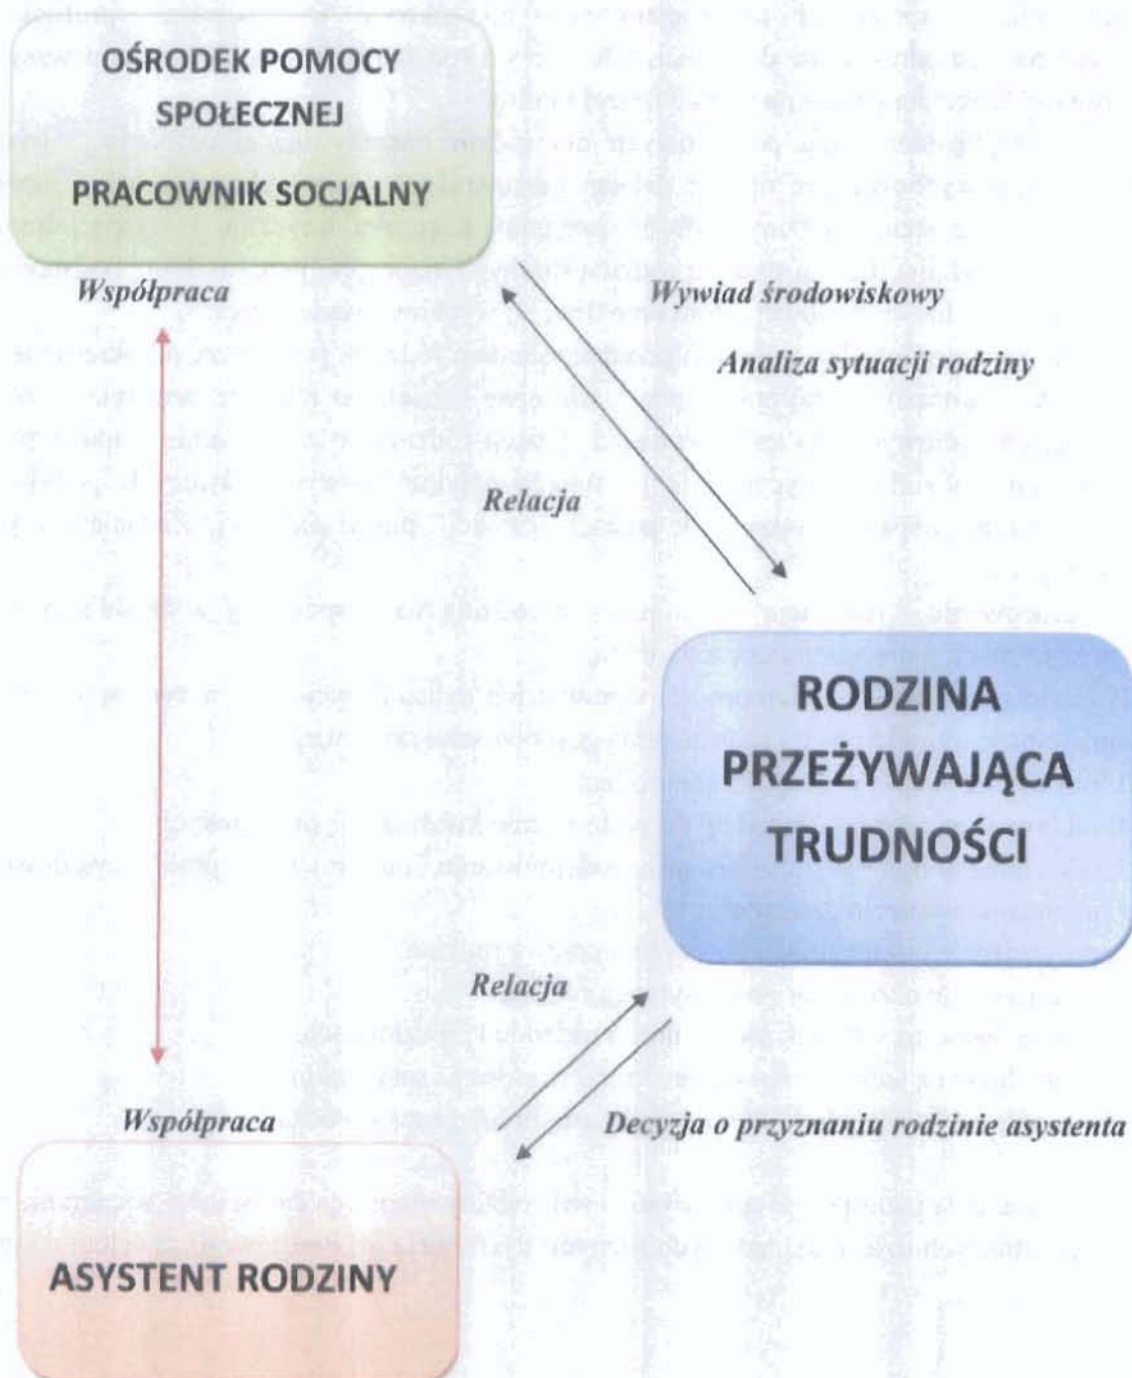 OŚRODEK POMOCY
SPOŁECZNEJ
PRACOWNIK SOCJALNY
Współpraca
Wywiad środowiskowy
Analiza sytuacji rodziny
Relacja
RODZINA
PRZEŻYWAJĄCA
TRUDNOŚCI
Relacja
Współpraca
Decyzja o przyznaniu rodzinie asystenta
ASYSTENT RODZINY